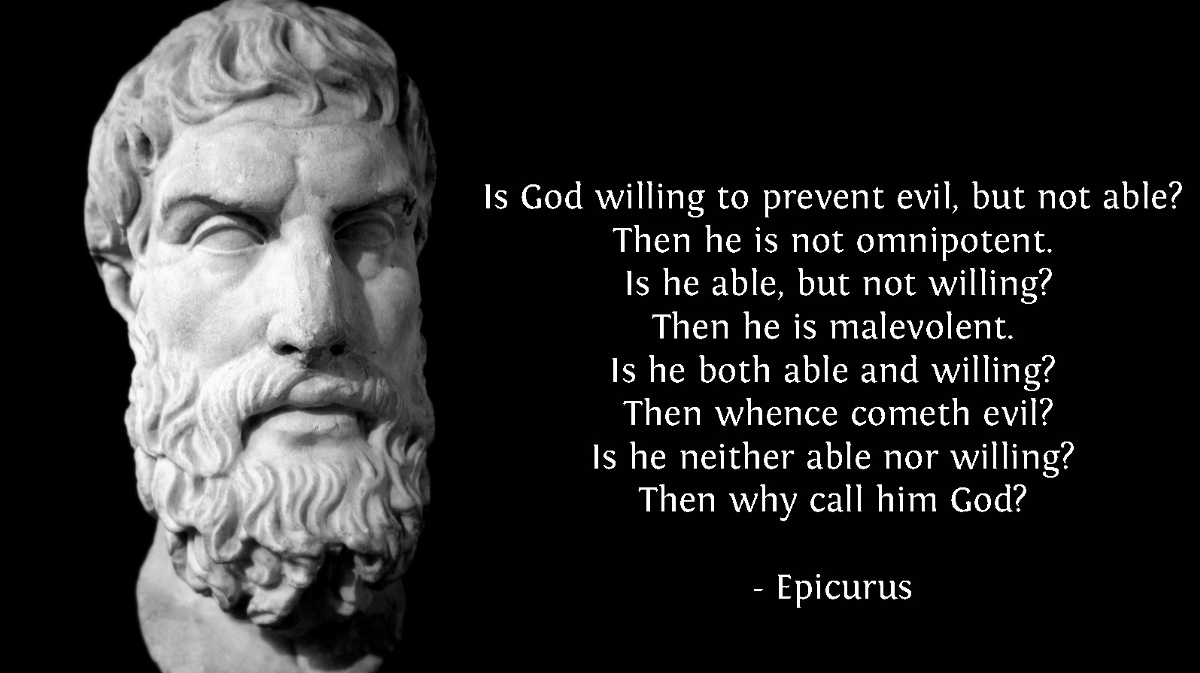 Is God willing to prevent evil, but not able?
Then he is not omnipotent.
Is he able, but not willing?
Then he is malevolent.
Is he both able and willing?
Then whence cometh evil?
Is he neither able nor willing?
Then why call him God?
- Epicurus